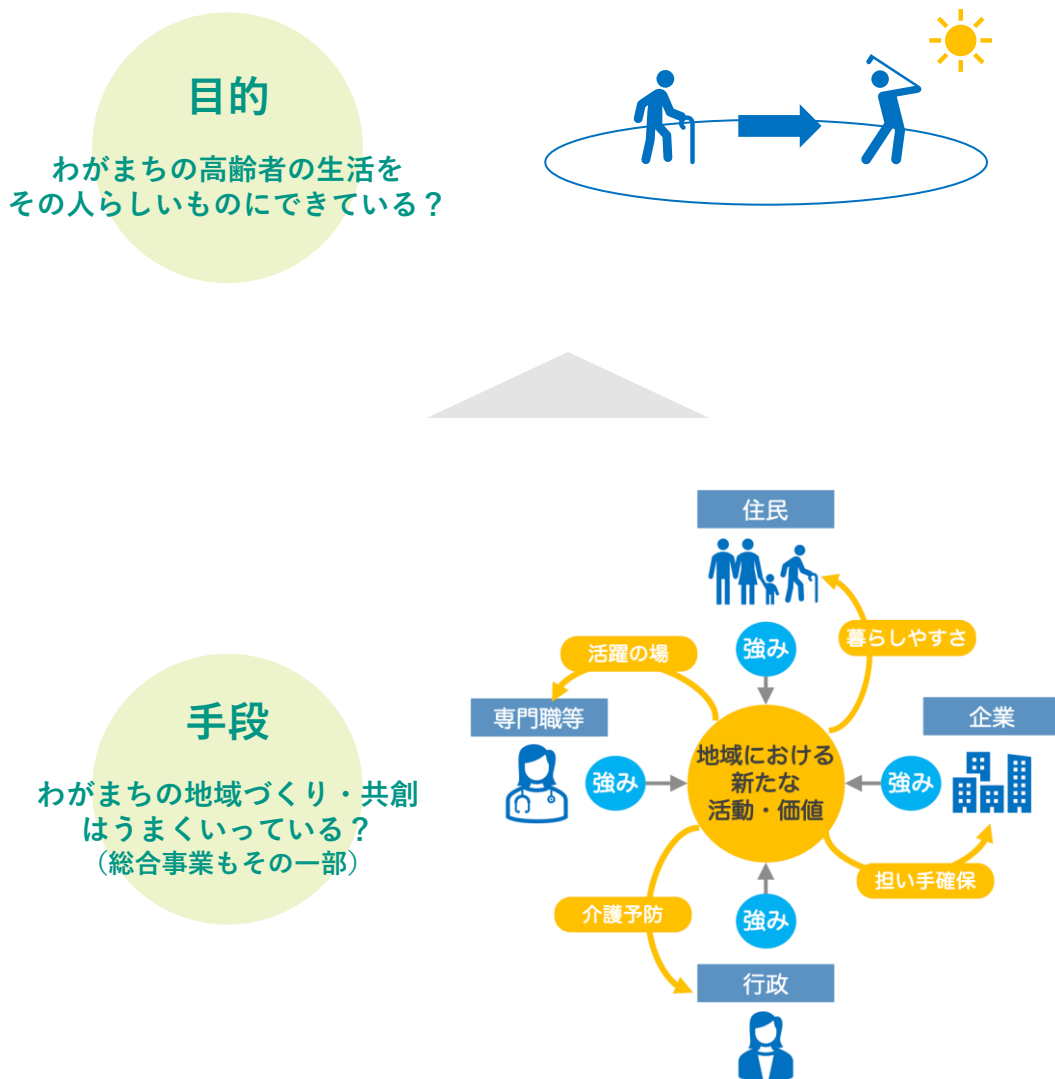 目的
わがまちの高齢者の生活を
その人らしいものにできている？
手段
わがまちの地域づくり・共創
はうまくいっている？
（総合事業もその一部）
住民
強み
暮らしやすさ
活躍の場
専門職等
強み
地域における
新たな
活動・価値
強み
企業
担い手確保
介護予防
強み
行政